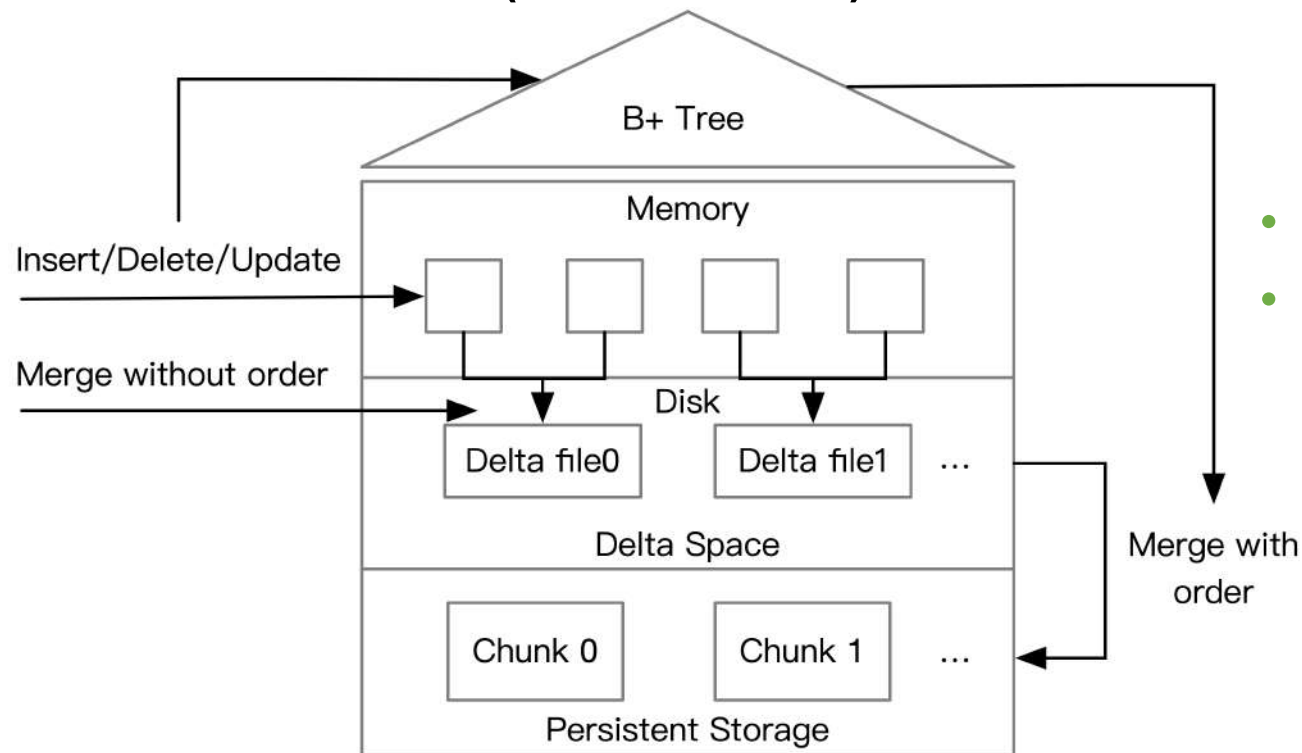 B+ Tree
Memory
Insert/Delete/Update
Merge without order
Disk
Delta file0
Delta file1
...
Delta Space
Merge with
order
Chunk 0
Chunk 1
...
Persistent Storage